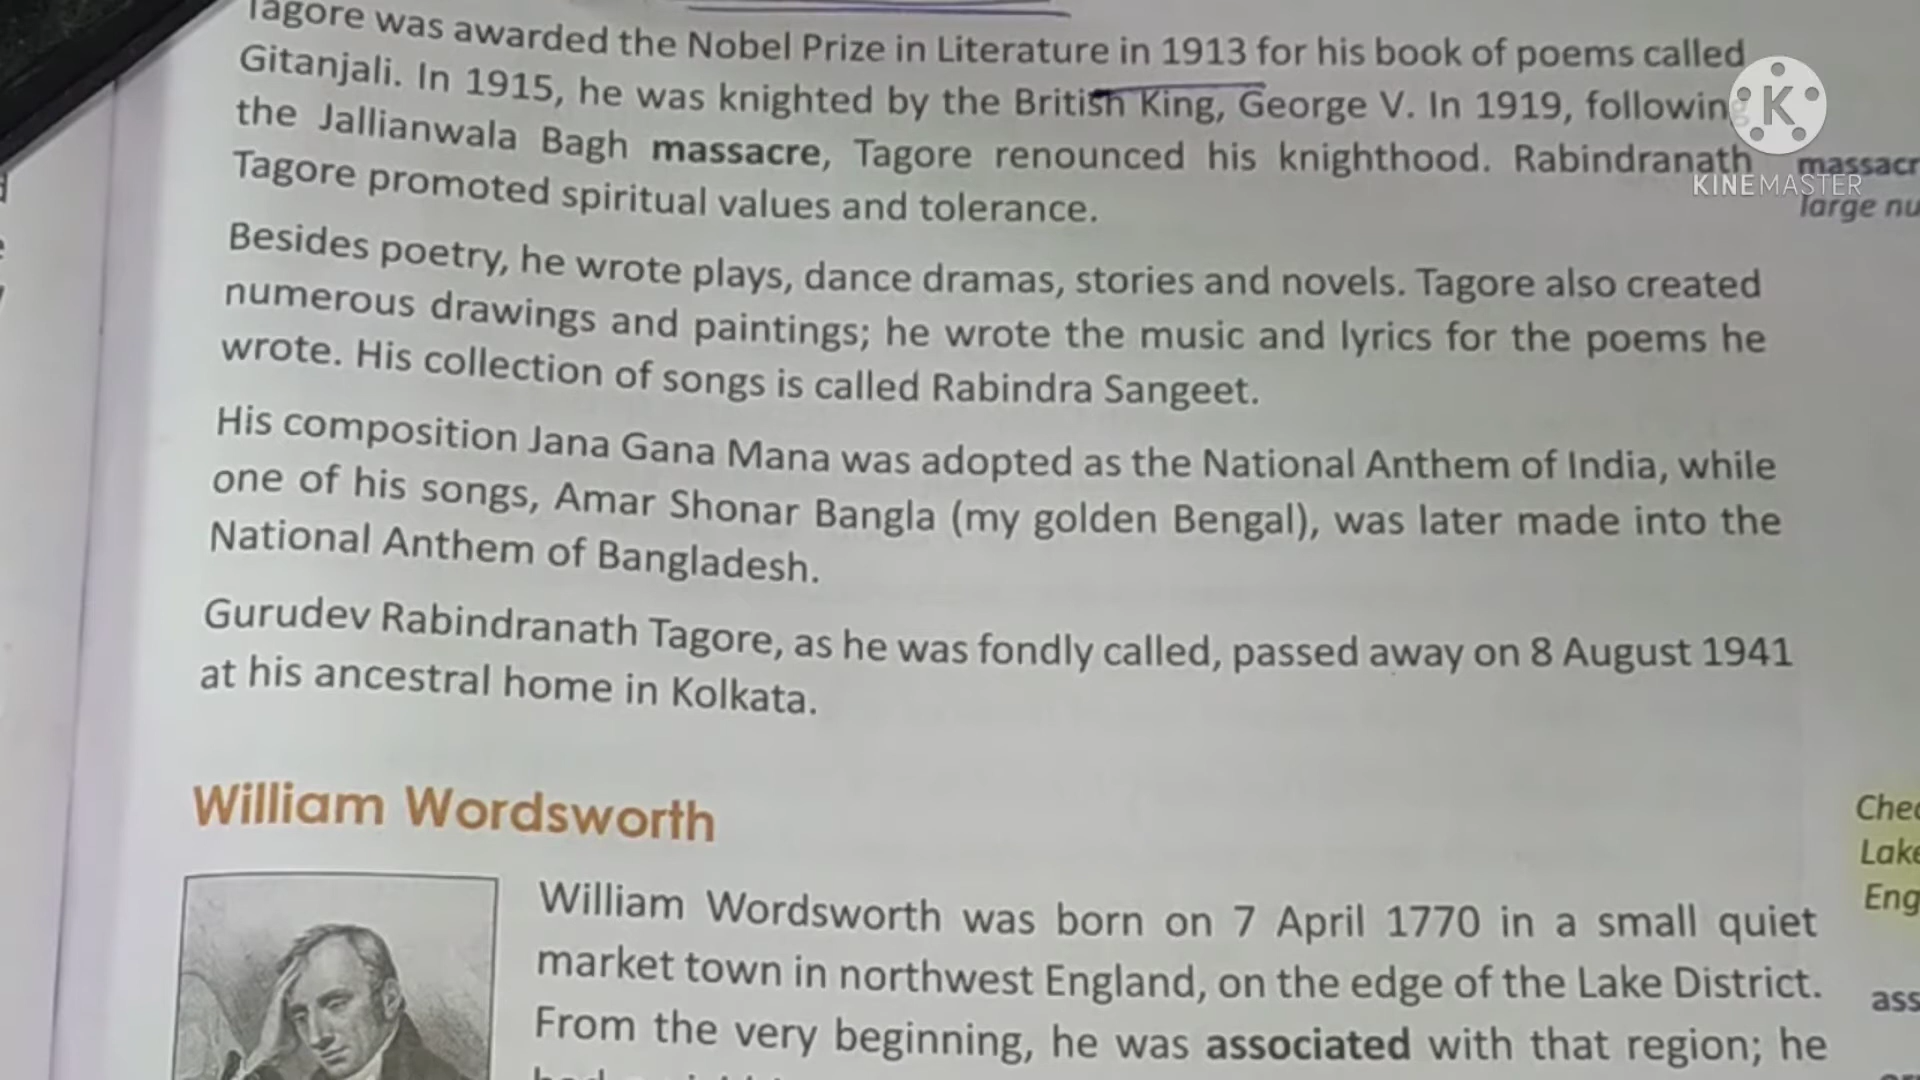 Tagore was awarded the Nobel Prize in Literature in 1913 for his book of poems called
Gitanjali. In 1915, he was knighted by the British King, George V. In 1919, following
the Jallianwala Bagh massacre, Tagore renounced his knighthood. Rabindranath
Tagore promoted spiritual values and tolerance.
Besides poetry, he wrote plays, dance dramas, stories and novels. Tagore also created
numerous drawings and paintings; he wrote the music and lyrics for the poems he
wrote. His collection of songs is called Rabindra Sangeet.
His composition Jana Gana Mana was adopted as the National Anthem of India, while
one of his songs, Amar Shonar Bangla (my golden Bengal), was later made into the
National Anthem of Bangladesh.
Gurudev Rabindranath Tagore, as he was fondly called, passed away on 8 August 1941
at his ancestral home in Kolkata.
William Wordsworth
William Wordsworth was born on 7 April 1770 in a small quiet
market town in northwest England, on the edge of the Lake District.
From the very beginning, he was associated with that region; he
massacr
large nu
Lake
Eng
ass
K
KINEMASTER